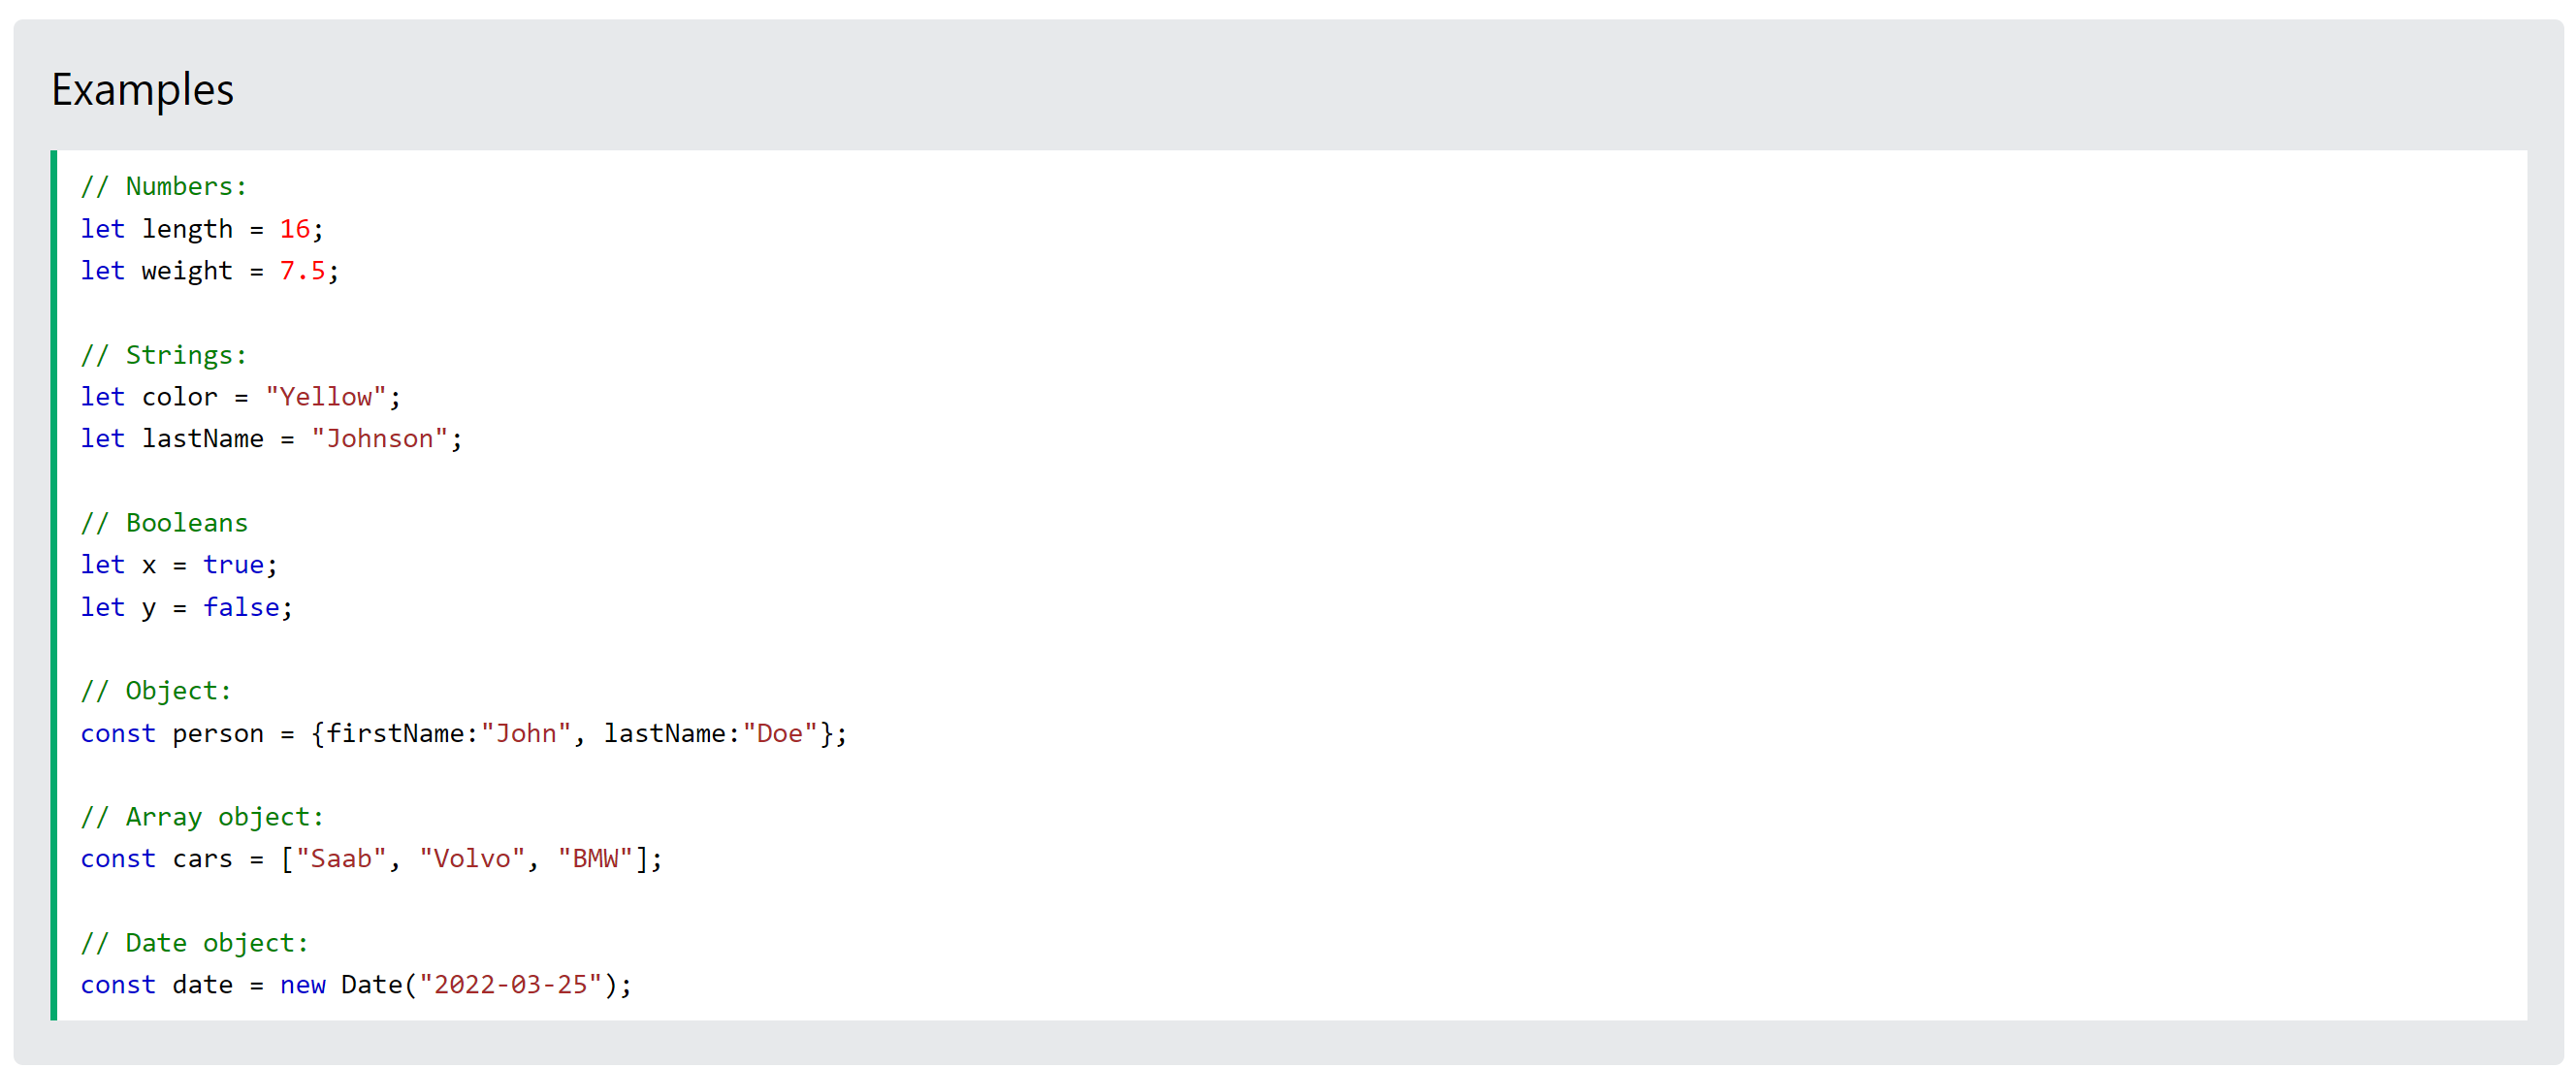 Examples
// Numbers:
let length = 16;
let weight = 7.5;
// Strings:
let color = "Yellow";
let lastName = "Johnson";
// Booleans
let x = true;
let y = false;
// Object:
const person = {firstName:"John", lastName:"Doe"};
// Array object:
const cars = ["Saab", "Volvo", "BMW"];
// Date object:
const date = new Date("2022-03-25");